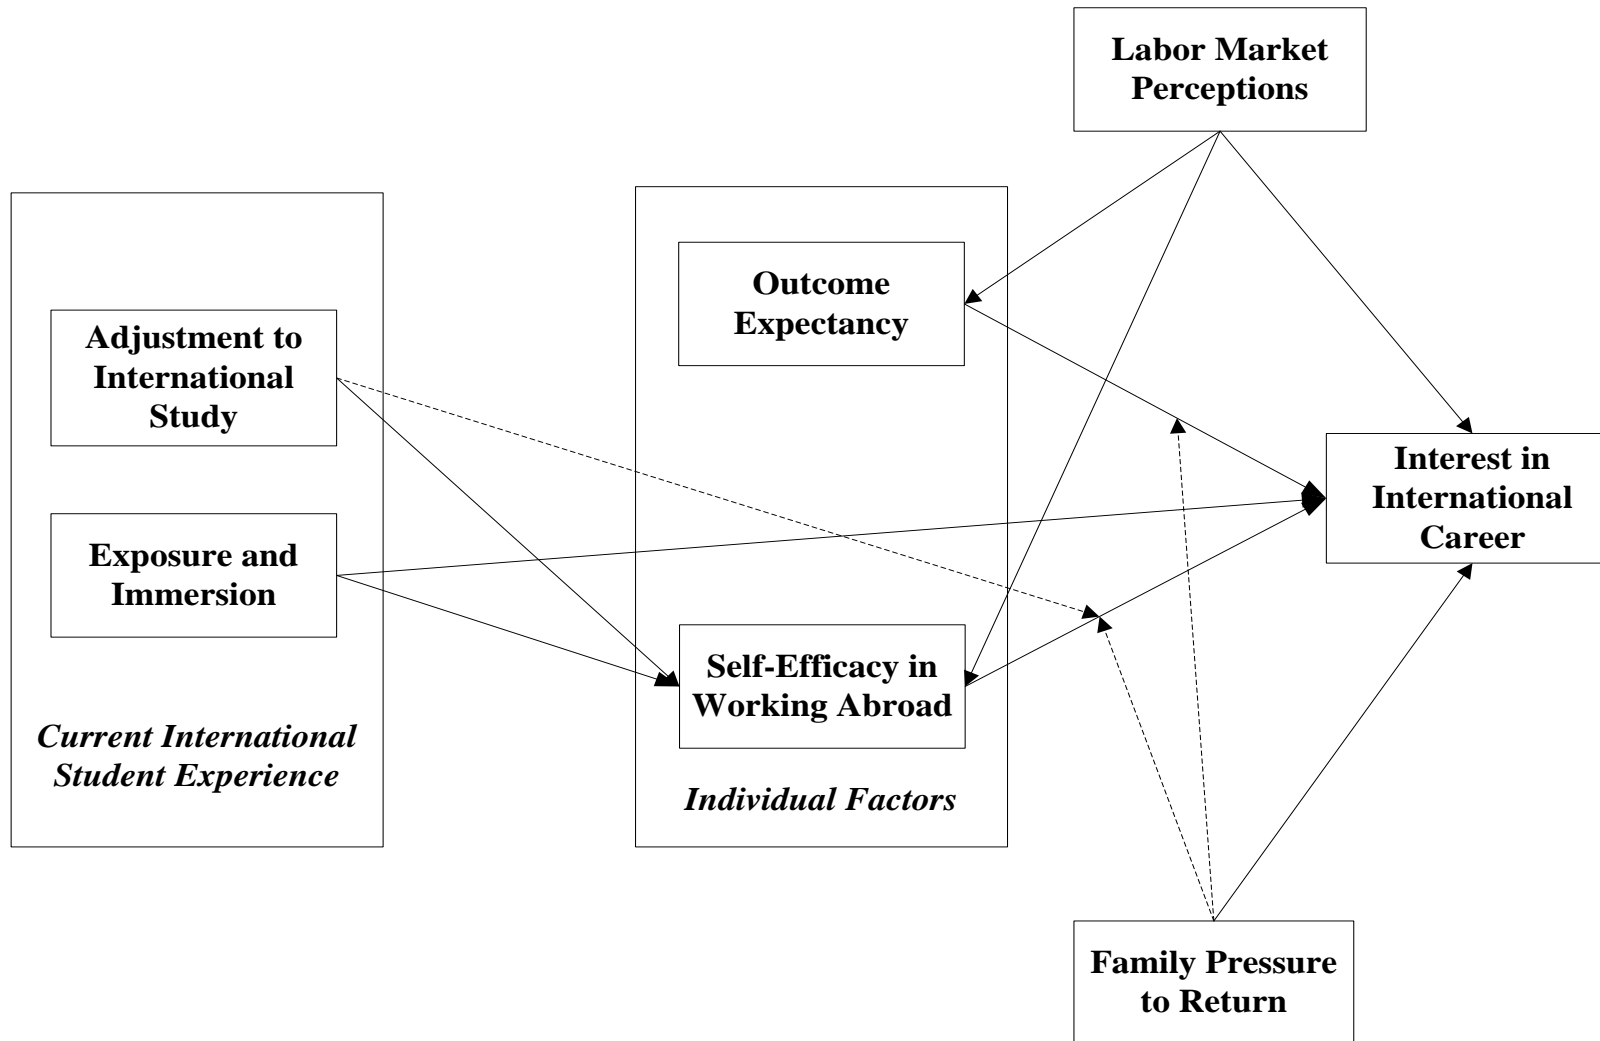 Labor Market
Perceptions
Outcome
Expectancy
Adjustment to
International
Study
Interest in
International
Career
Exposure and
Immersion
Self-Efficacy in
Working Abroad
Current International
Student Experience
Individual Factors
Family Pressure
to Return